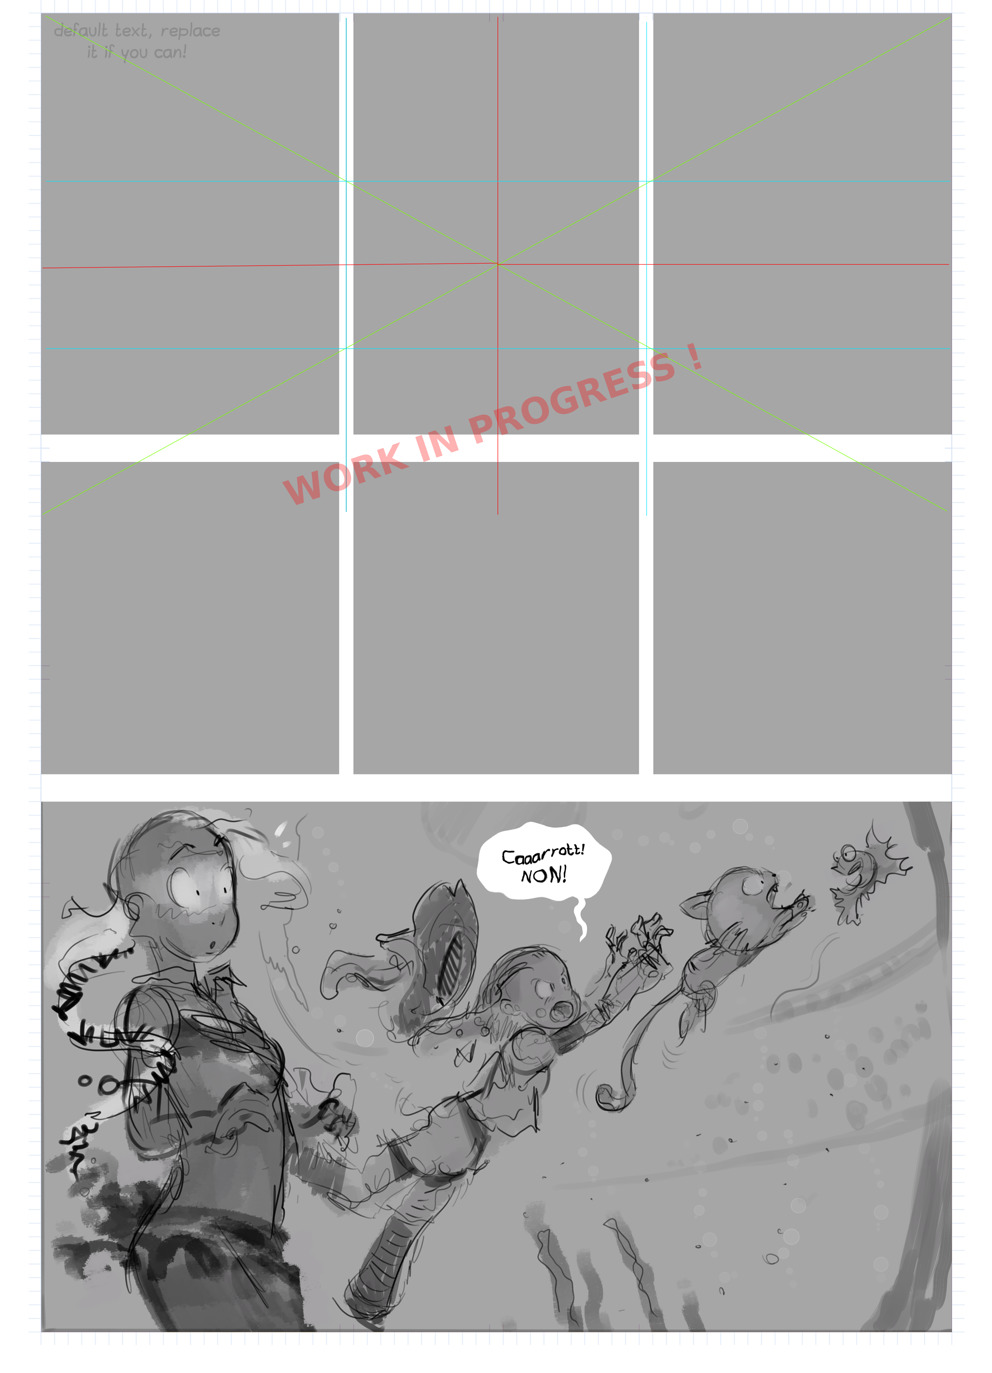 default text, replace
it if you can!
WORK IN PROGRESS !
Caaarrott!
NON!